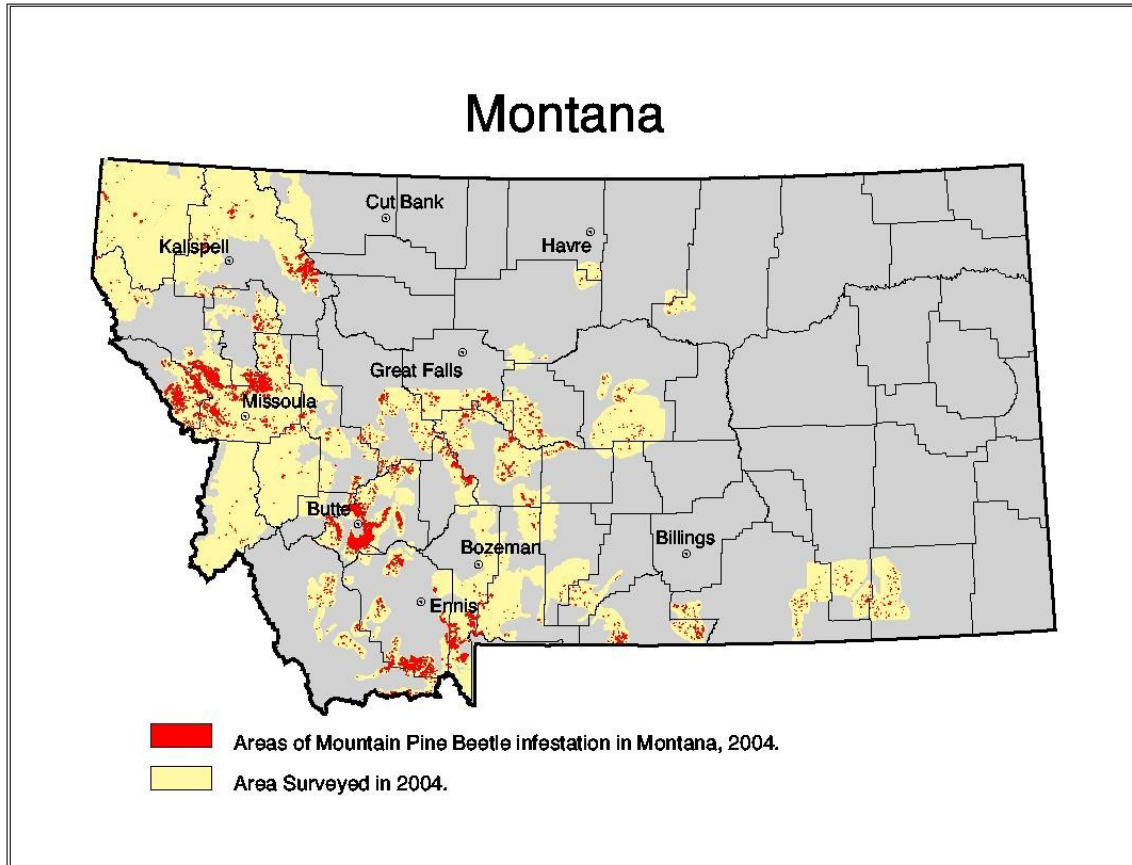 Montana
Cut Bank
Havre
Kalispell
Great Falls
Missoula
Butte
Bozeman
Billings
Ennis
Areas of Mountain Pine Beetle infestation in Montana, 2004.
Area Surveyed in 2004.